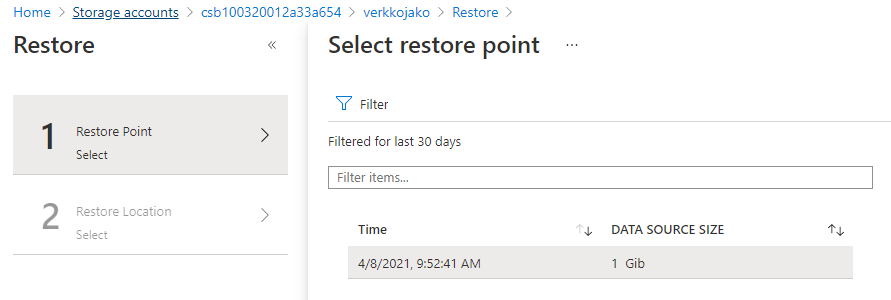 Home > Storage accounts > csb100320012a33a654 > verkkojako > Restore >
Restore «
Select restore point ...
1 Restore Point >
Select
2 Restore Location >
Select
Filter
Filtered for last 30 days
Filter items...
Time ↑↓ DATA SOURCE SIZE ↑↓
4/8/2021, 9:52:41 AM 1 Gib